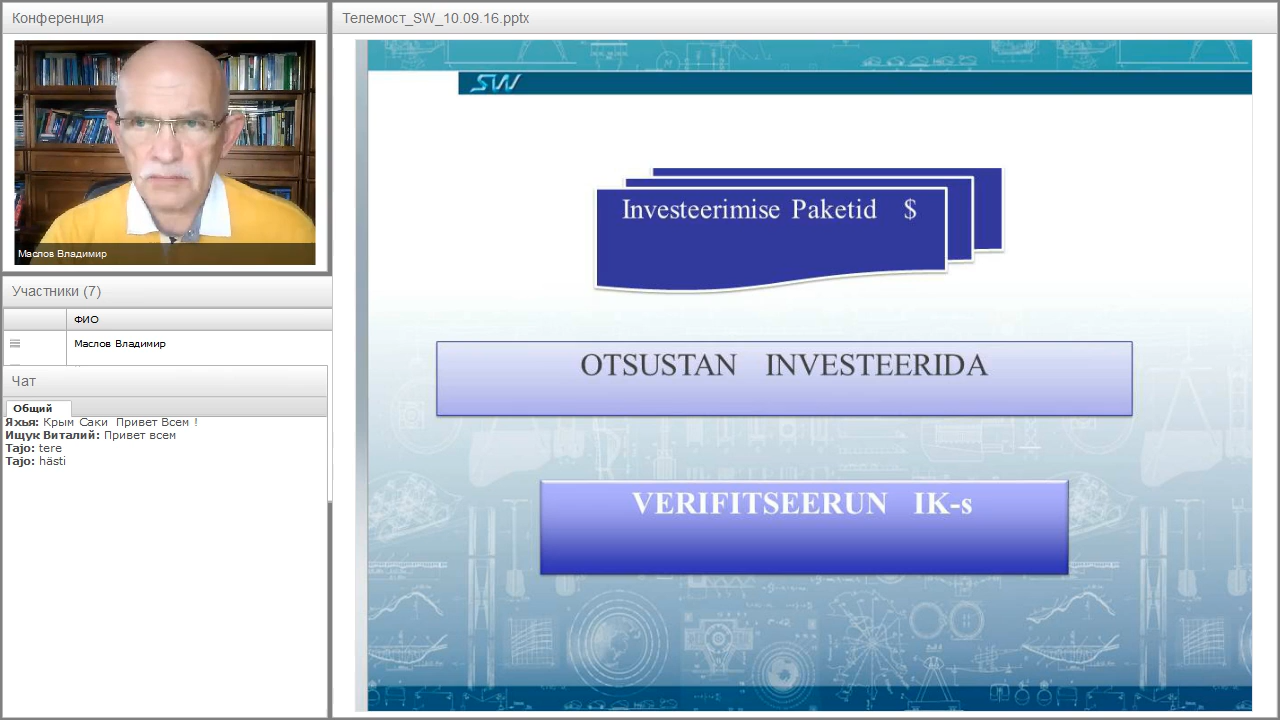 Конференция
Маслов Владимир
Участники (7)
ФИО
Маслов Владимир
Чат
Общий
Яхья: Крым Саки Привет Всем !
Ищук Виталий: Привет всем
Tajo: tere
Tajo: hästi
Телемост_SW_10.09.16.pptx
SW
Investeerimise Paketid $
OTSUSTAN INVESTEERIDA
VERIFITSEERUN IK-s